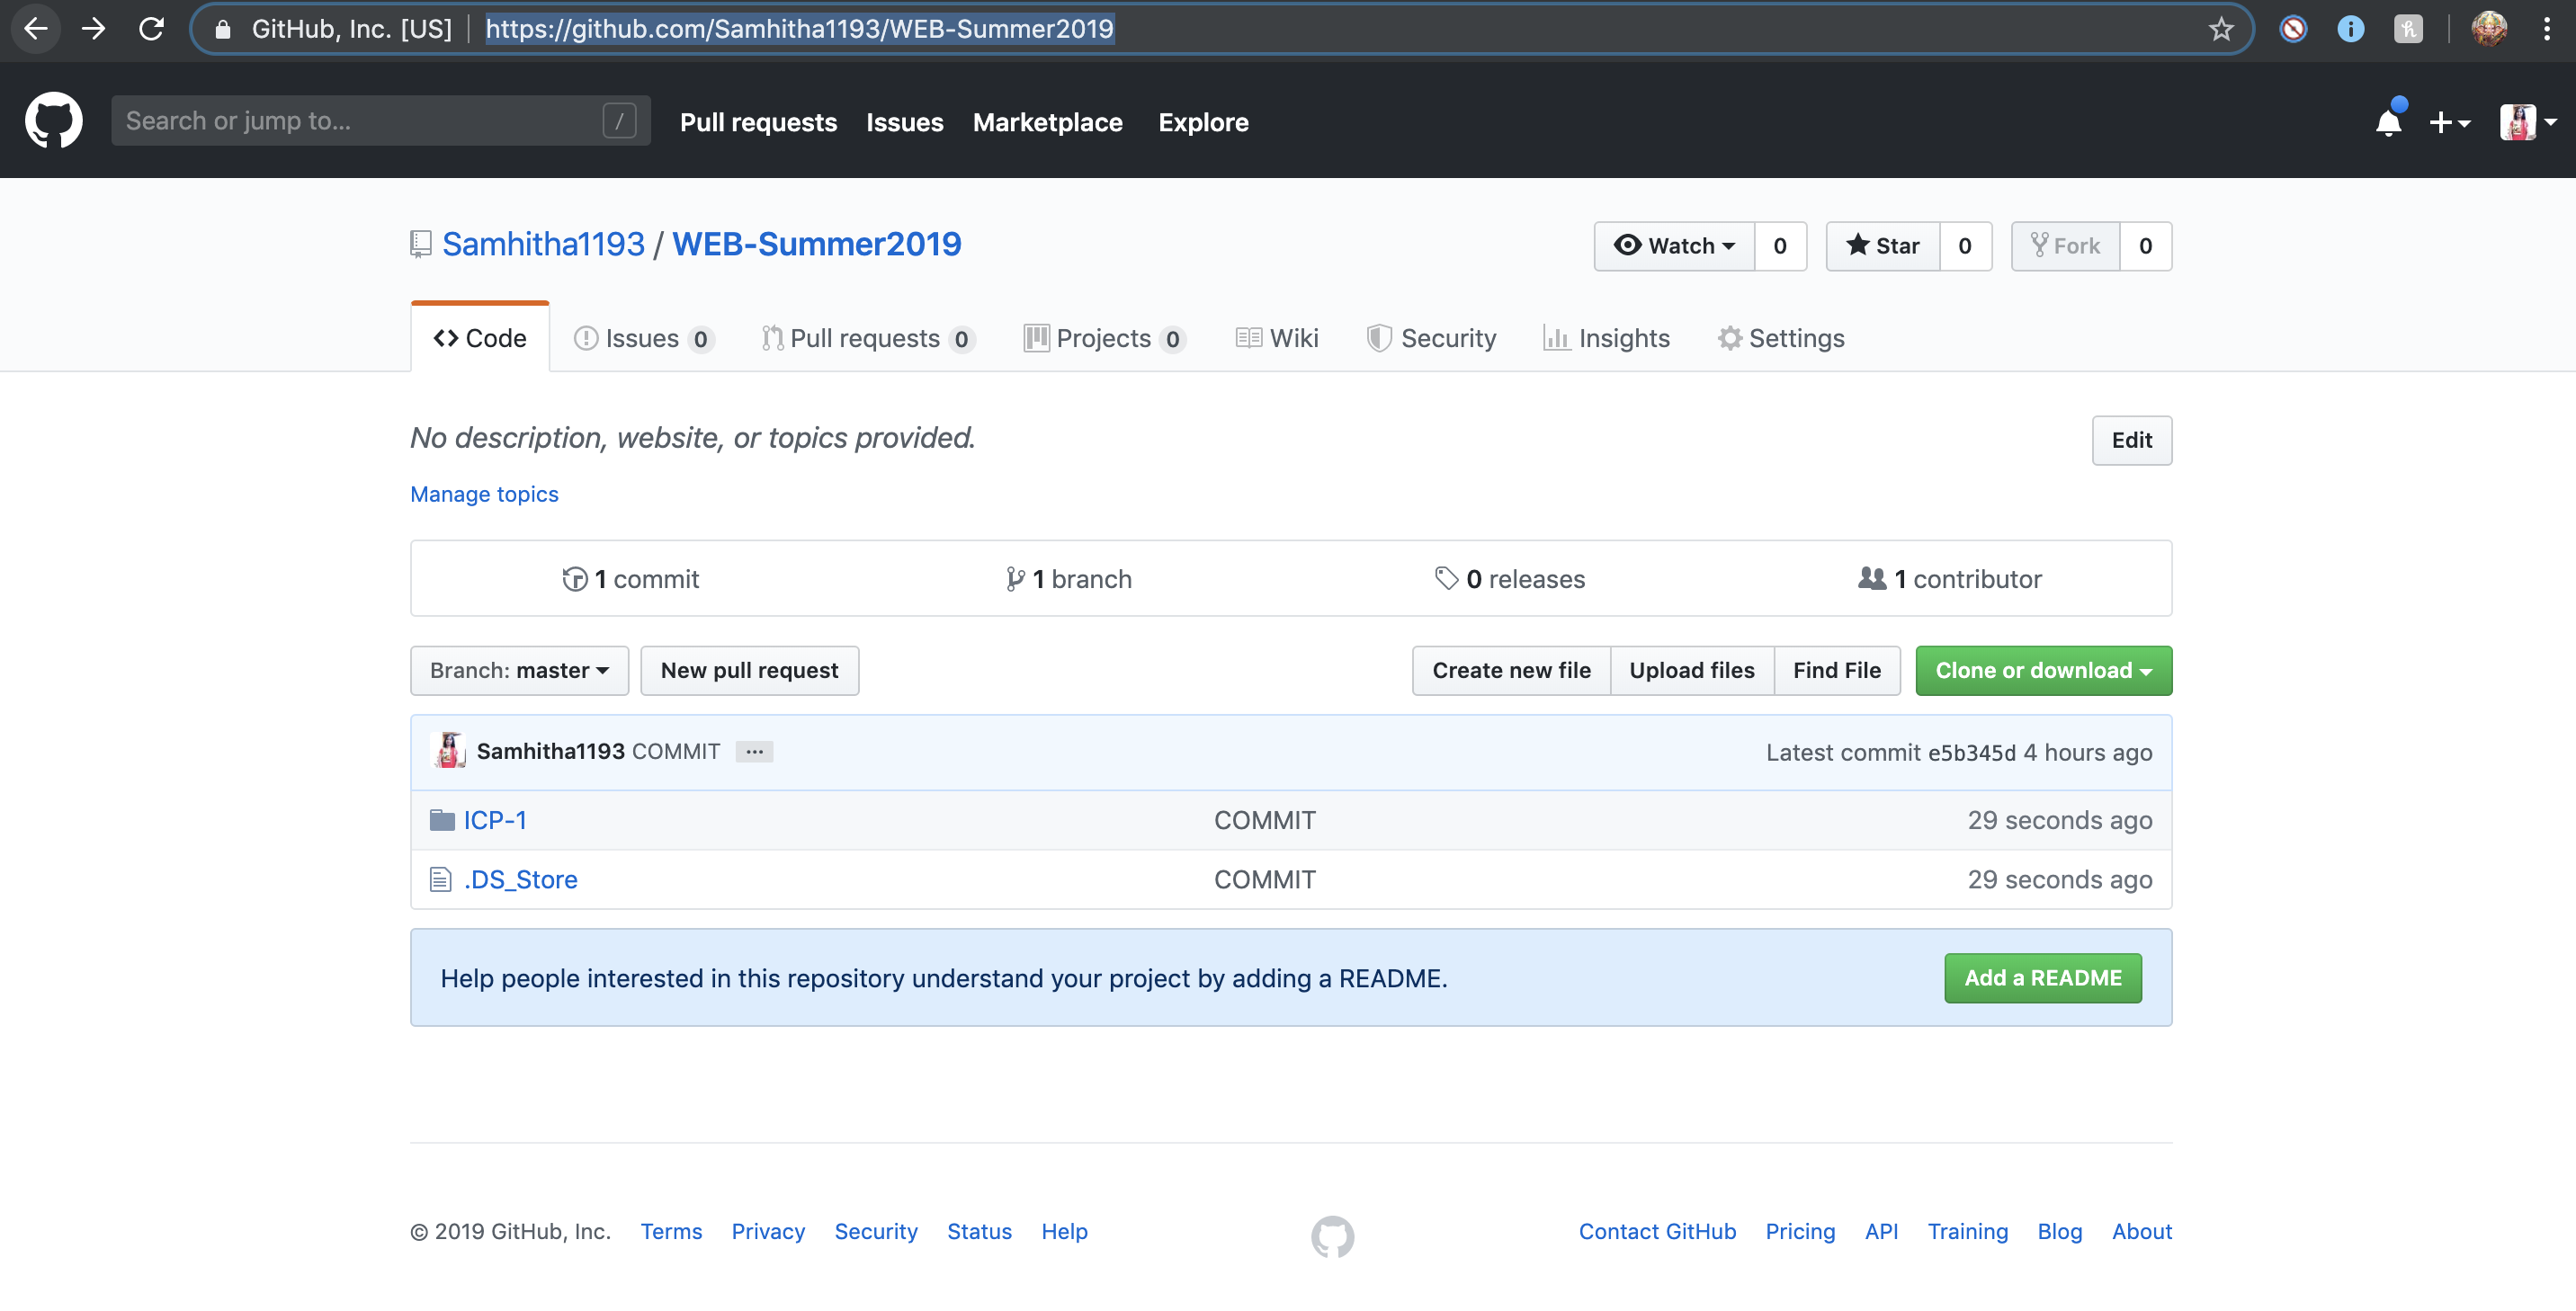 GitHub, Inc. [US] | https://github.com/Samhitha1193/WEB-Summer2019
Search or jump to... /
Pull requests Issues Marketplace Explore
Samhitha1193 / WEB-Summer2019
Watch 0 Star 0 Fork 0
Code Issues 0 Pull requests 0 Projects 0 Wiki Security Insights Settings
No description, website, or topics provided.
Edit
Manage topics
1 commit 1 branch 0 releases 1 contributor
Branch: master New pull request Create new file Upload files Find File Clone or download
Samhitha1193 COMMIT ... Latest commit e5b345d 4 hours ago
ICP-1 COMMIT 29 seconds ago
.DS_Store COMMIT 29 seconds ago
Help people interested in this repository understand your project by adding a README. Add a README
© 2019 GitHub, Inc. Terms Privacy Security Status Help Contact GitHub Pricing API Training Blog About